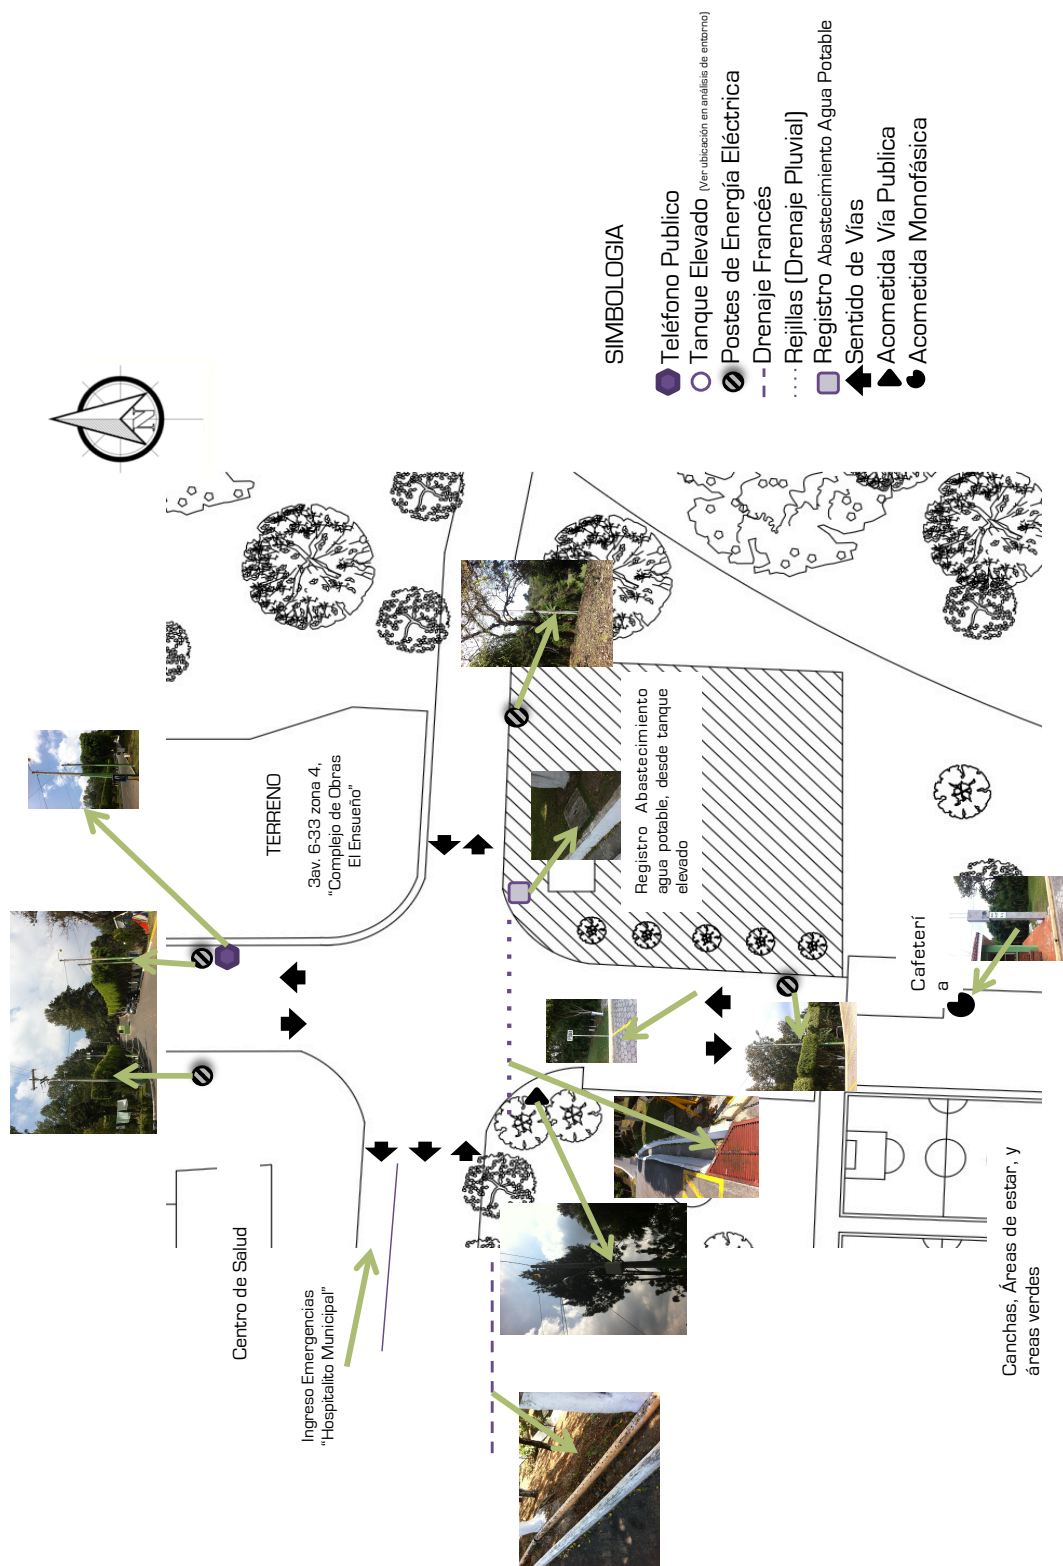 SIMBOLOGIA
Teléfono Publico
Tanque Elevado (Ver ubicación en análisis de entorno)
Postes de Energía Eléctrica
Drenaje Francés
Rejillas (Drenaje Pluvial)
Registro Abastecimiento Agua Potable
Sentido de Vías
Acometida Vía Publica
Acometida Monofásica
N
TERRENO
3av. 6-33 zona 4,
“Complejo de Obras
El Ensueño”
Registro Abastecimiento
agua potable, desde tanque
elevado
Cafeterí
a
Centro de Salud
Ingreso Emergencias
“Hospitalito Municipal”
Canchas, Áreas de estar, y
áreas verdes